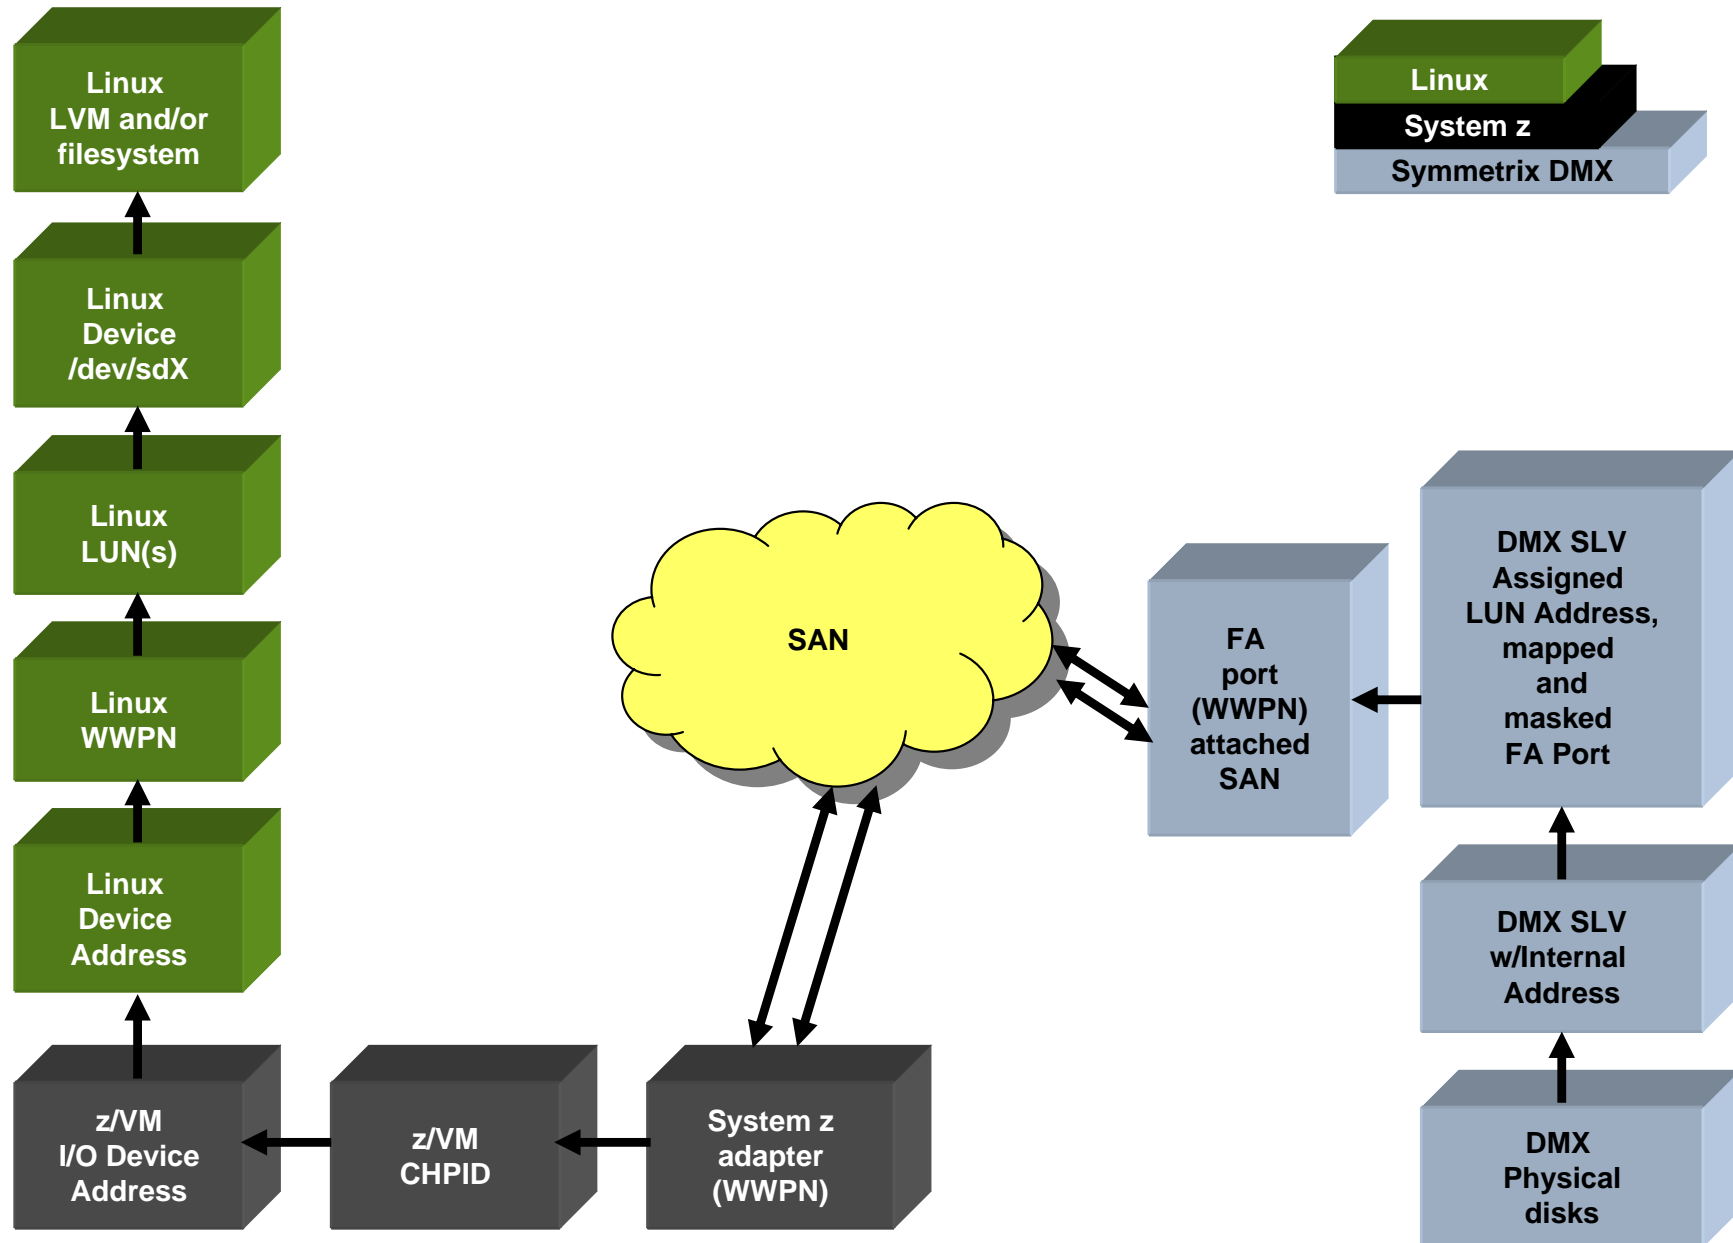 Linux
LVM and/or
filesystem
Linux
Device
/dev/sdX
Linux
LUN(s)
Linux
WWPN
Linux
Device
Address
z/VM
I/O Device
Address
z/VM
CHPID
System z
adapter
(WWPN)
SAN
FA
port
(WWPN)
attached
SAN
Linux
System z
Symmetrix DMX
DMX SLV
Assigned
LUN Address,
mapped
and
masked
FA Port
DMX SLV
w/Internal
Address
DMX
Physical
disks